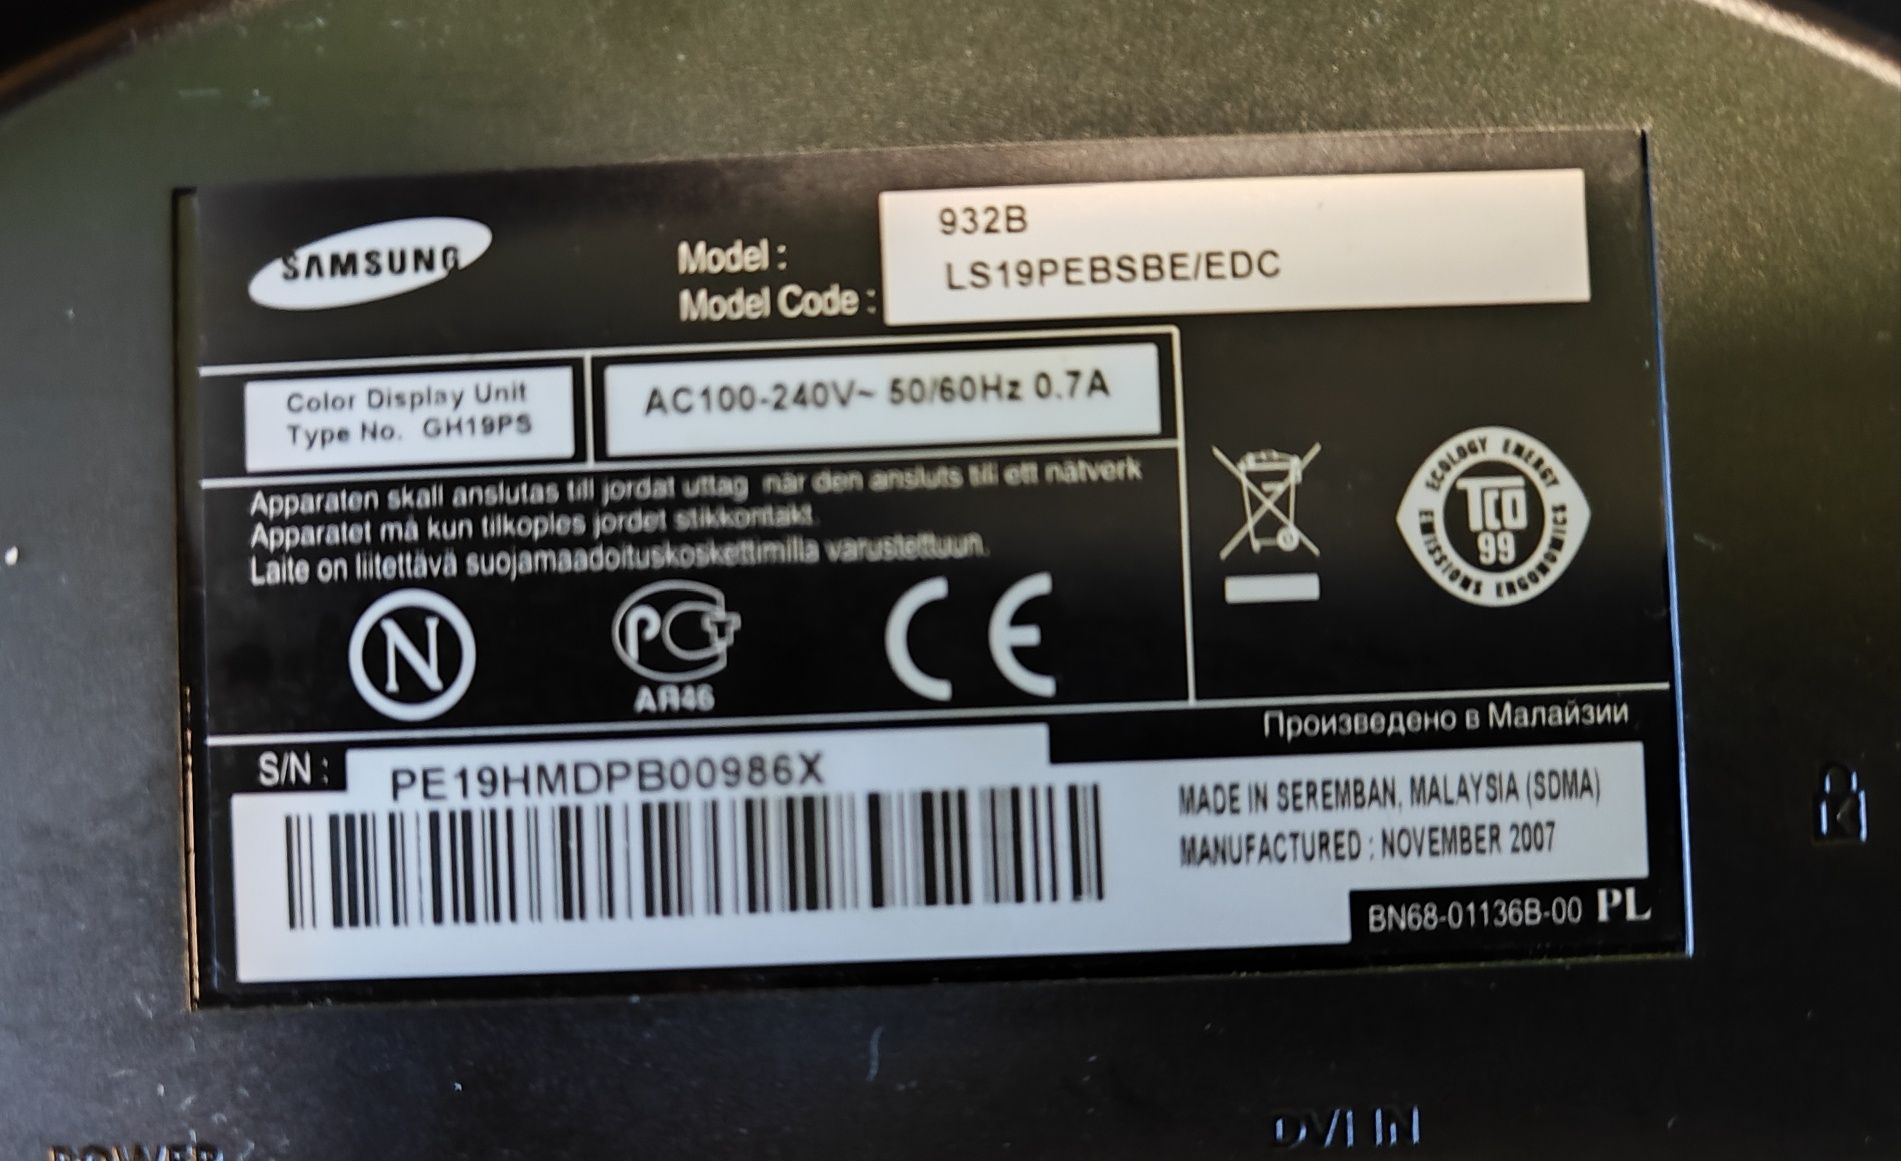 SAMSUNG
Model : 932B
Model Code : LS19PEBSBE/EDC
Color Display Unit
Type No. GH19PS
AC100-240V~ 50/60Hz 0.7A
Apparaten skall anslutas till jordat uttag när den ansluts till ett nätverk
Apparatet må kun tilkoples jordet stikkontakt.
Laite on liitettävä suojamaadoituskoskettimilla varustettuun.
ECOLOGY ENERGY
EMISSIONS ERGONOMICS
TCO
99
N
PCT
AR46
CE
Произведено в Малайзии
S/N : PE19HMDPB00986X
MADE IN SEREMBAN, MALAYSIA (SDMA)
MANUFACTURED : NOVEMBER 2007
BN68-01136B-00 PL
POWER
DVI IN